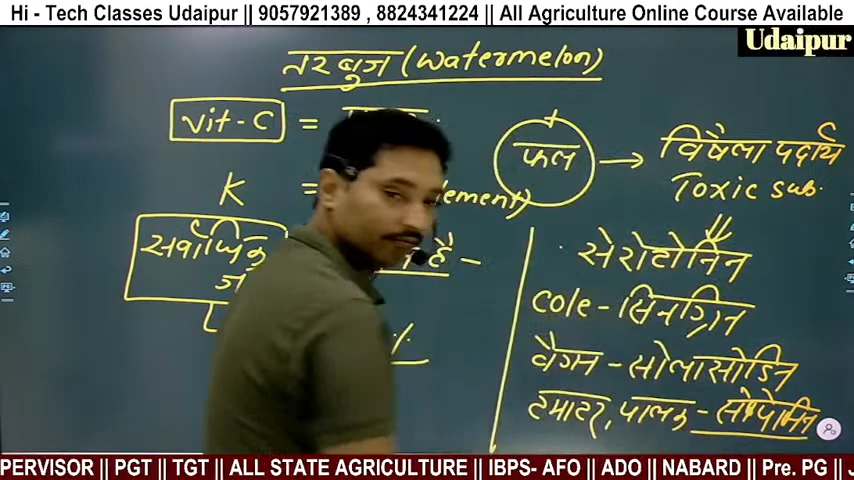 Hi - Tech Classes Udaipur || 9057921389 , 8824341224 || All Agriculture Online Course Available
Udaipur
तरबुज (watermelon)
vit-C =
K = element)
सर्वाधिक है -
%
फल → विषैला पदार्थ
Toxic sub.
सेरोटोनिन
cole - सिनग्रिन
बैगन - सोलासोडिन
टमाटर, पालक - सेपोनिन
PERVISOR || PGT || TGT || ALL STATE AGRICULTURE || IBPS- AFO || ADO || NABARD || Pre. PG || J